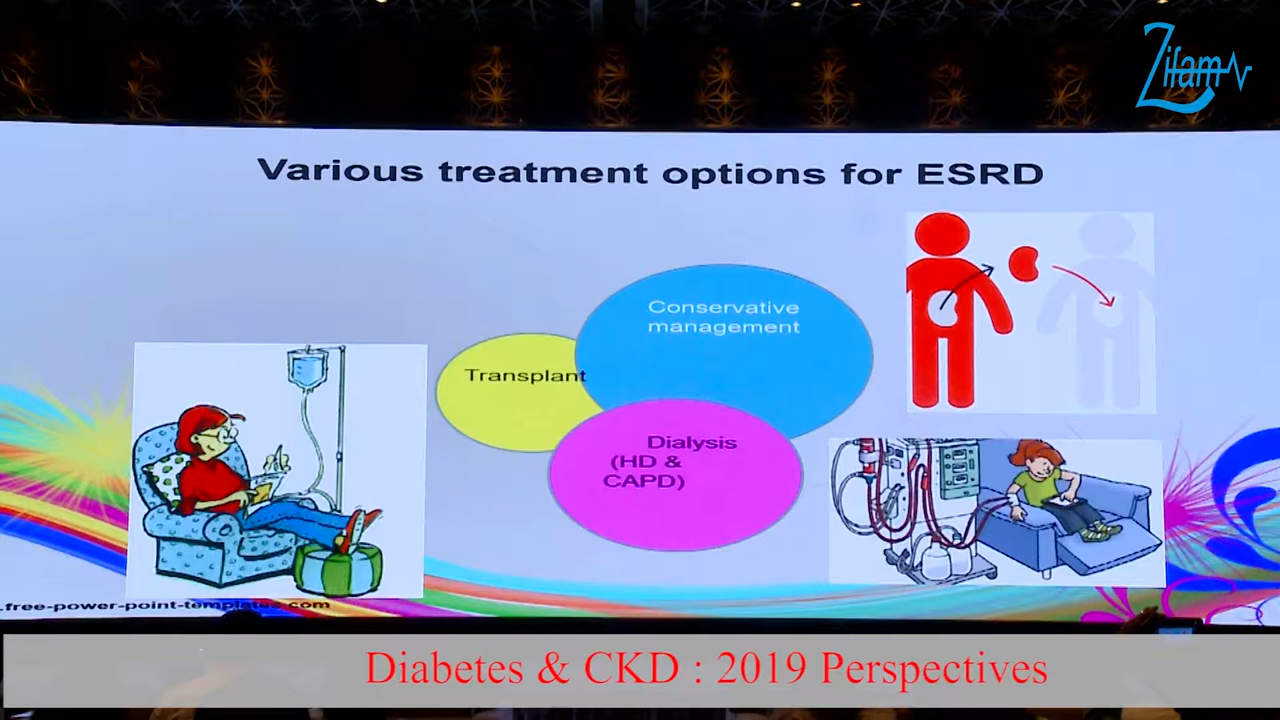 Zifam
Various treatment options for ESRD
Conservative
management
Transplant
Dialysis
(HD &
CAPD)
.free-power-point-templates.com
Diabetes & CKD : 2019 Perspectives